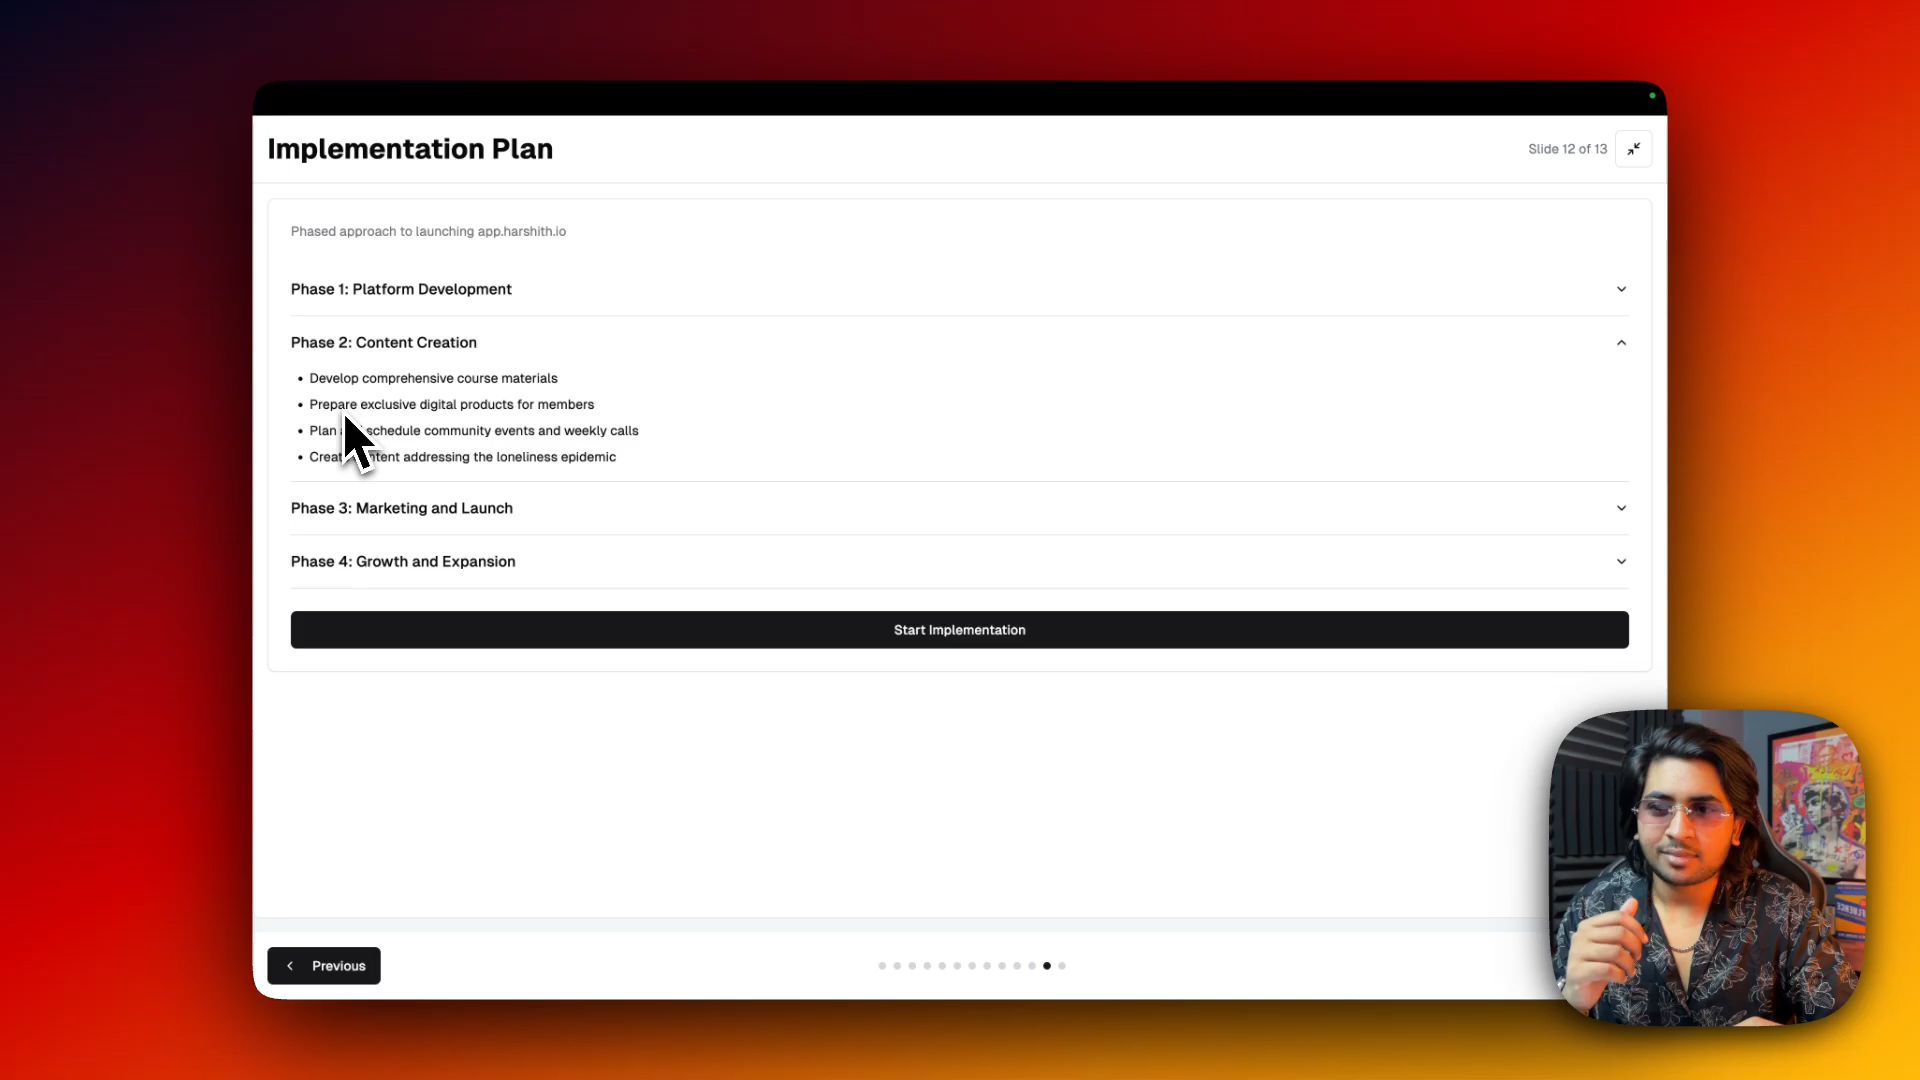 Implementation Plan
Slide 12 of 13
Phased approach to launching app.harshith.io
Phase 1: Platform Development
Phase 2: Content Creation
• Develop comprehensive course materials
• Prepare exclusive digital products for members
• Plan schedule community events and weekly calls
• addressing the loneliness epidemic
Phase 3: Marketing and Launch
Phase 4: Growth and Expansion
Start Implementation
Previous